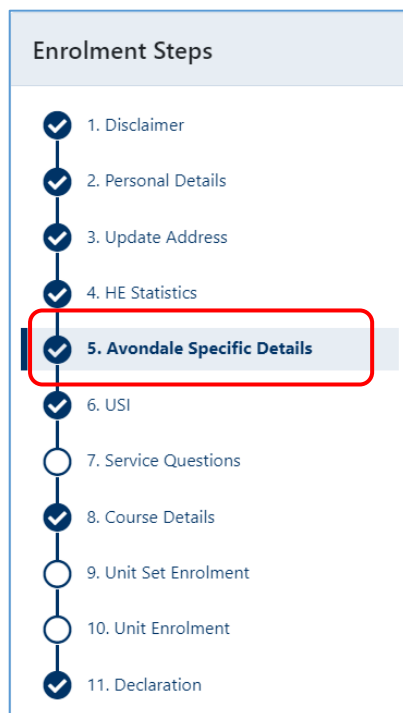 Enrolment Steps
1. Disclaimer
2. Personal Details
3. Update Address
4. HE Statistics
5. Avondale Specific Details
6. USI
7. Service Questions
8. Course Details
9. Unit Set Enrolment
10. Unit Enrolment
11. Declaration